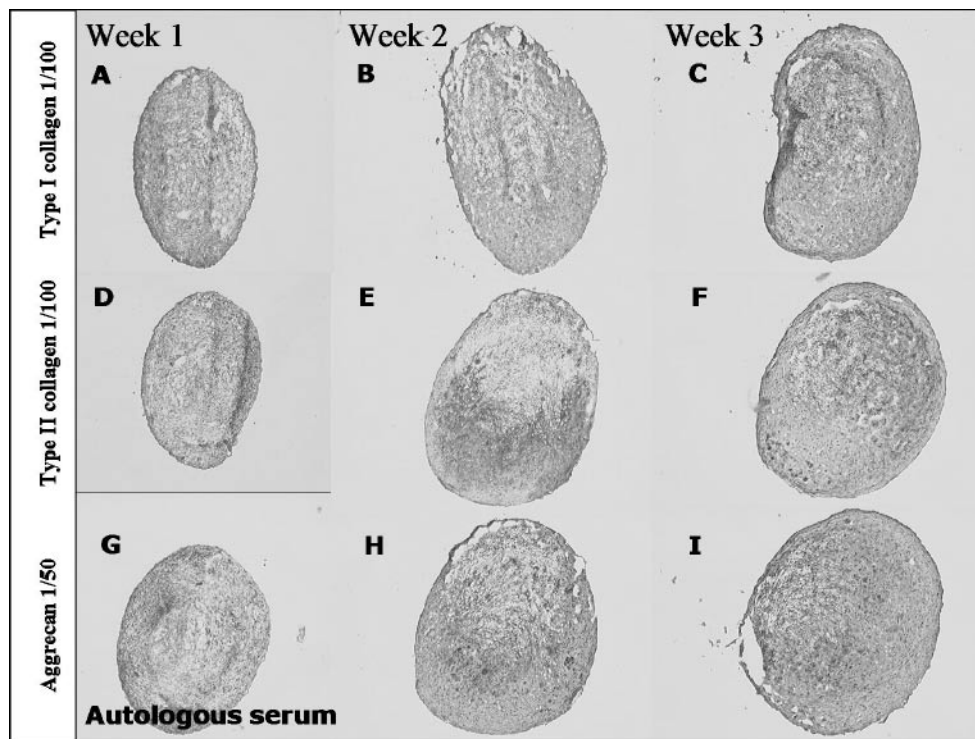 Week 1
Week 2
Week 3
Type I collagen 1/100
A
B
C
Type II collagen 1/100
D
E
F
Aggrecan 1/50
G
H
I
Autologous serum